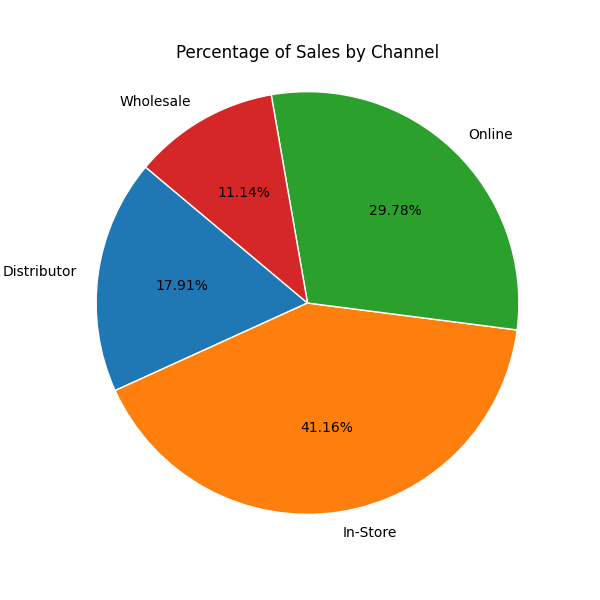 Percentage of Sales by Channel
Wholesale
Online
11.14%
29.78%
Distributor
17.91%
41.16%
In-Store